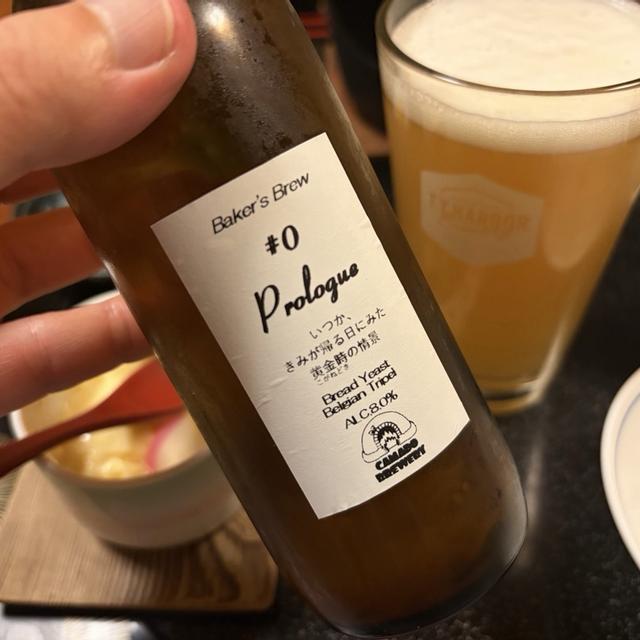 Baker's Brew
#0
Prologue
いつか、
きみが帰る日にみた
黄金時の情景
こがねどき
Bread Yeast
Belgian Tripel
ALC.8.0%
CAMADO
BREWERY